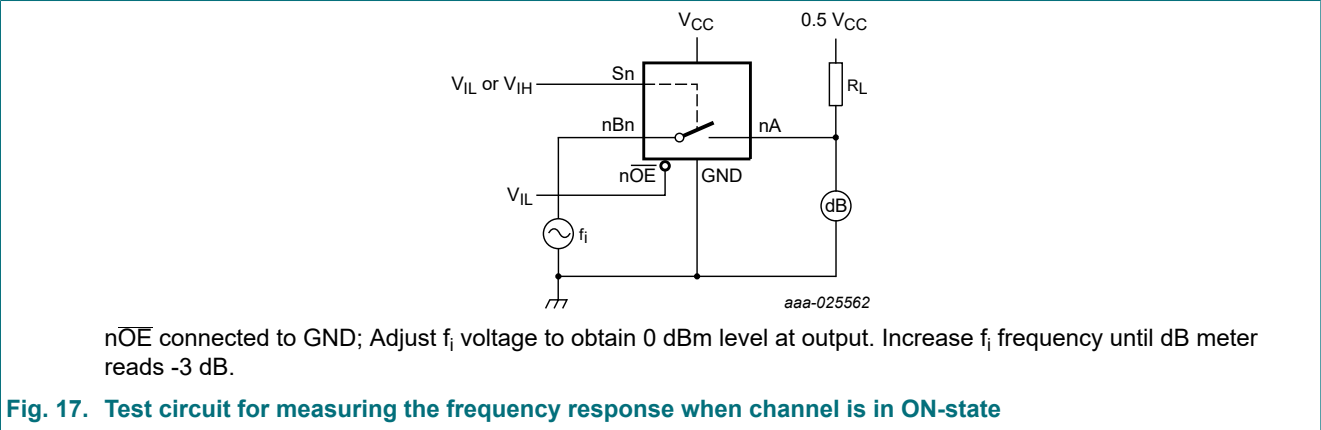 VCC
0.5 VCC
VIL or VIH
Sn
RL
nBn
nA
nO̅E̅
GND
VIL
dB
fi
aaa-025562
nO̅E̅ connected to GND; Adjust fi voltage to obtain 0 dBm level at output. Increase fi frequency until dB meter
reads -3 dB.
Fig. 17. Test circuit for measuring the frequency response when channel is in ON-state